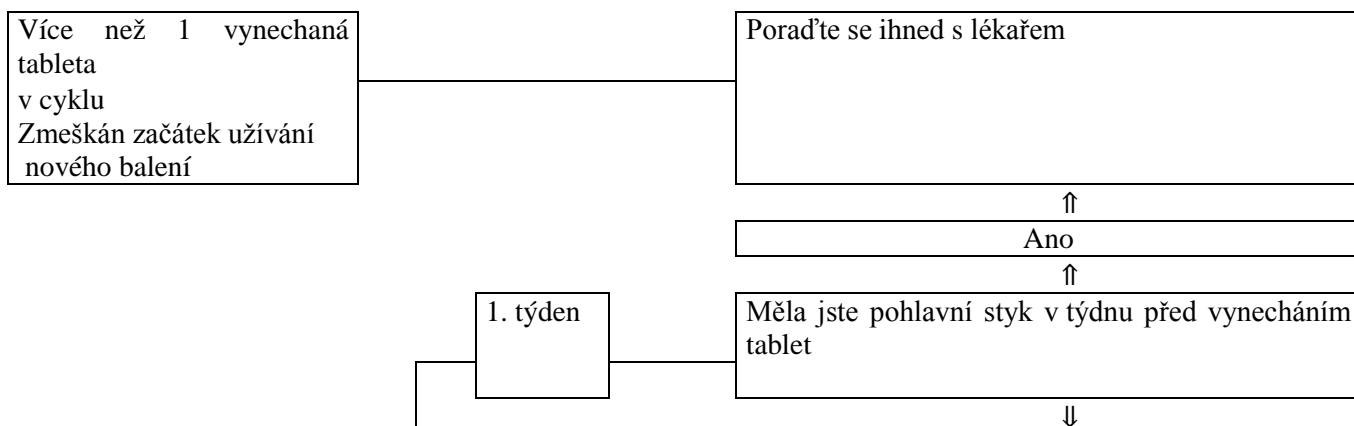 Více než 1 vynechaná
tableta
v cyklu
Zmeškán začátek užívání
nového balení
Poraďte se ihned s lékařem
⇑
Ano
⇑
1. týden
Měla jste pohlavní styk v týdnu před vynecháním
tablet
⇓